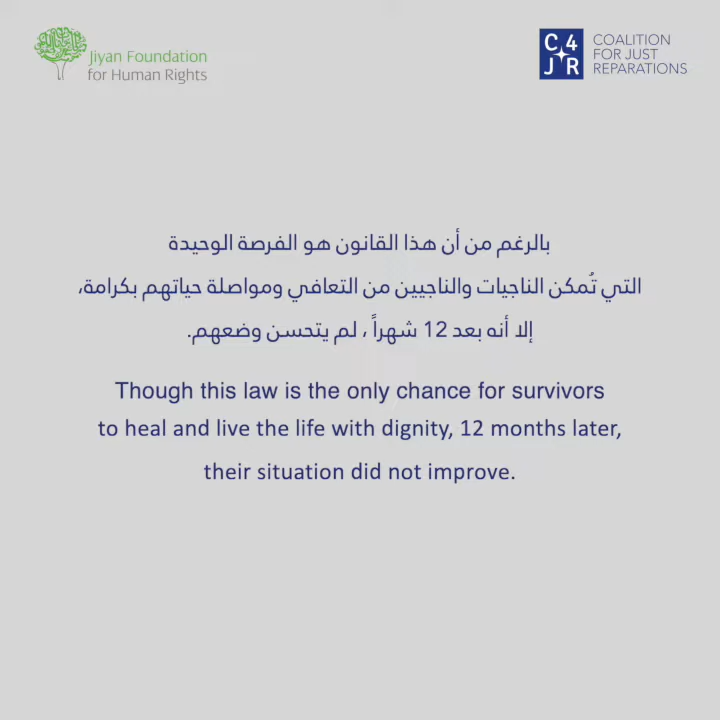 Jiyan Foundation
for Human Rights
C4
JR
COALITION
FOR JUST
REPARATIONS
بالرغم من أن هذا القانون هو الفرصة الوحيدة
التي تُمكن الناجيات والناجيين من التعافي ومواصلة حياتهم بكرامة،
إلا أنه بعد 12 شهراً ، لم يتحسن وضعهم.
Though this law is the only chance for survivors
to heal and live the life with dignity, 12 months later,
their situation did not improve.